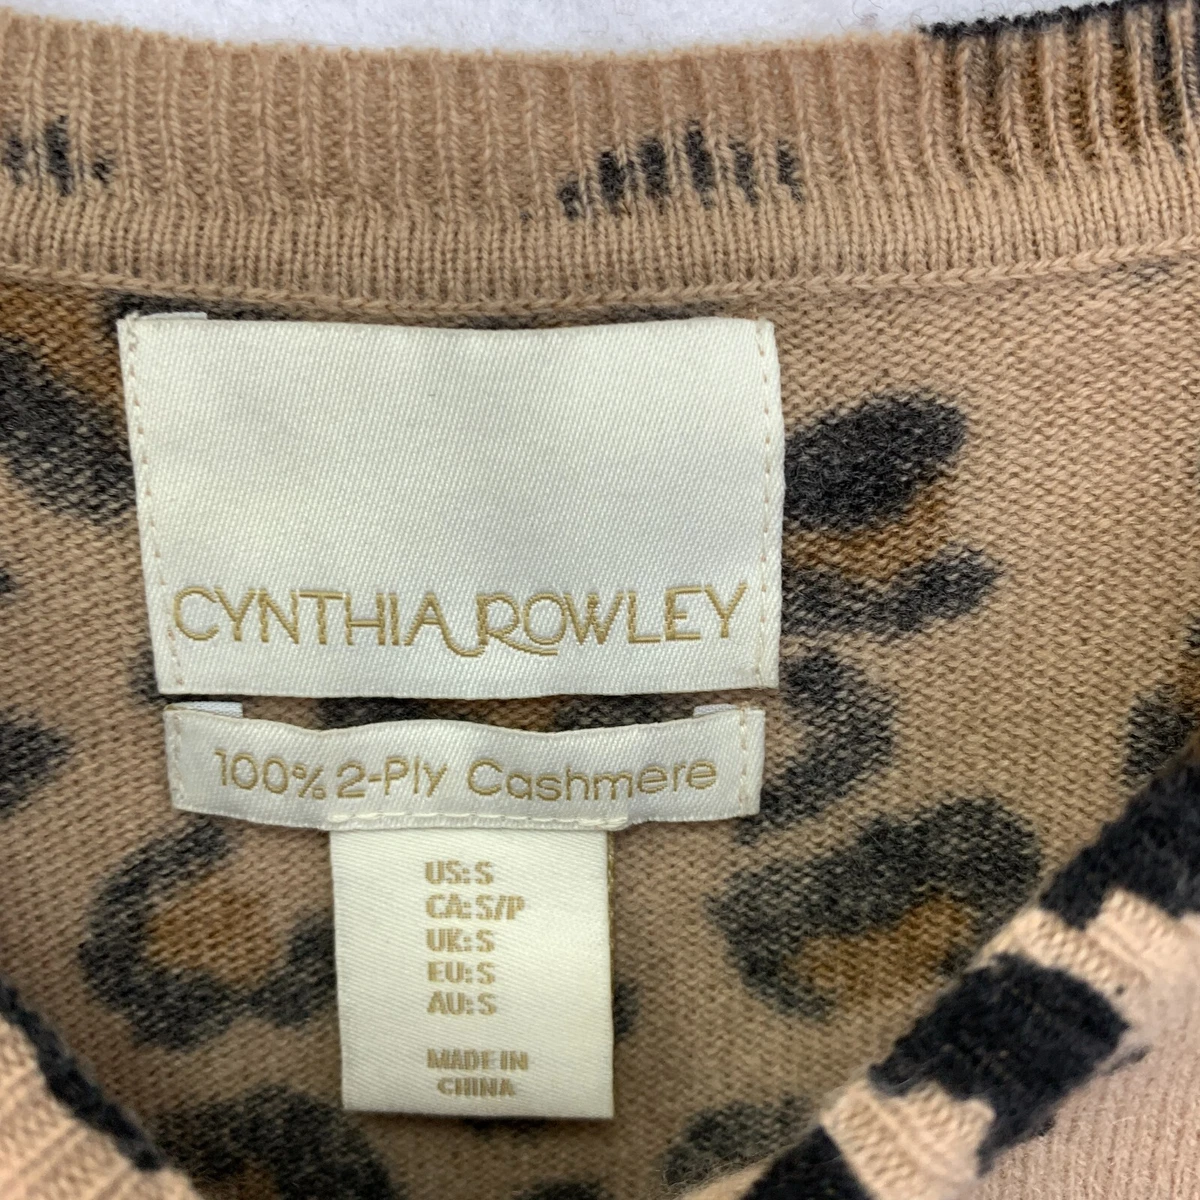 CYNTHIA ROWLEY
100% 2-Ply Cashmere
US: S
CA: S/P
UK: S
EU: S
AU: S
MADE IN
CHINA